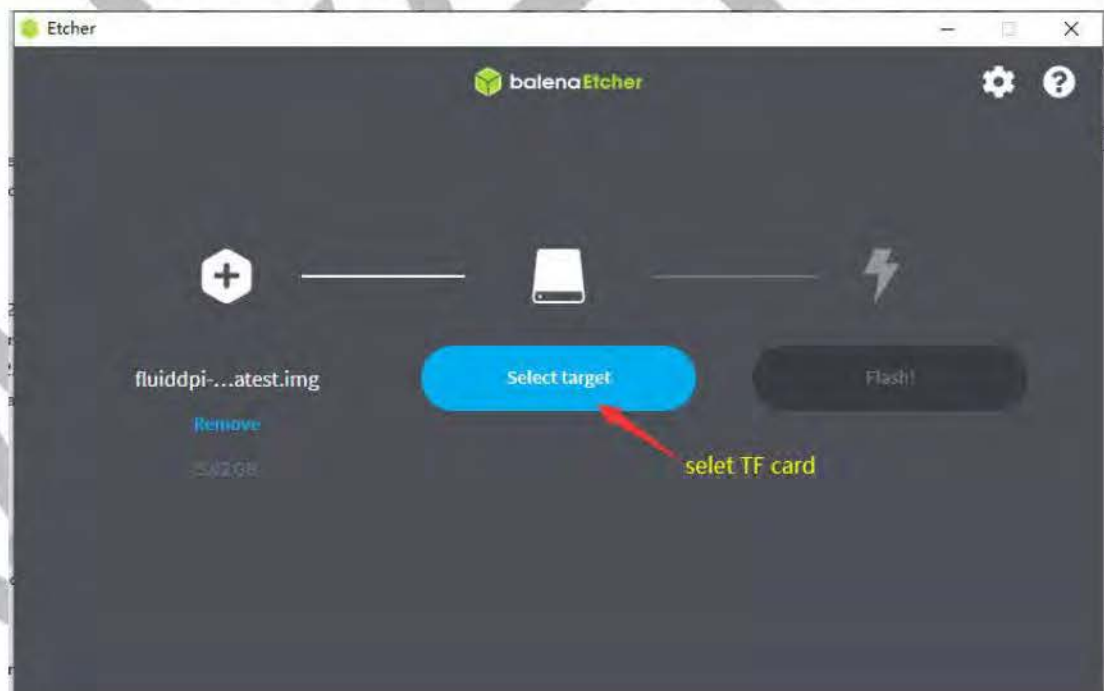 Etcher
balenaEtcher
fluiddpi-...atest.img
Select target
Flash!
Remove
selet TF card